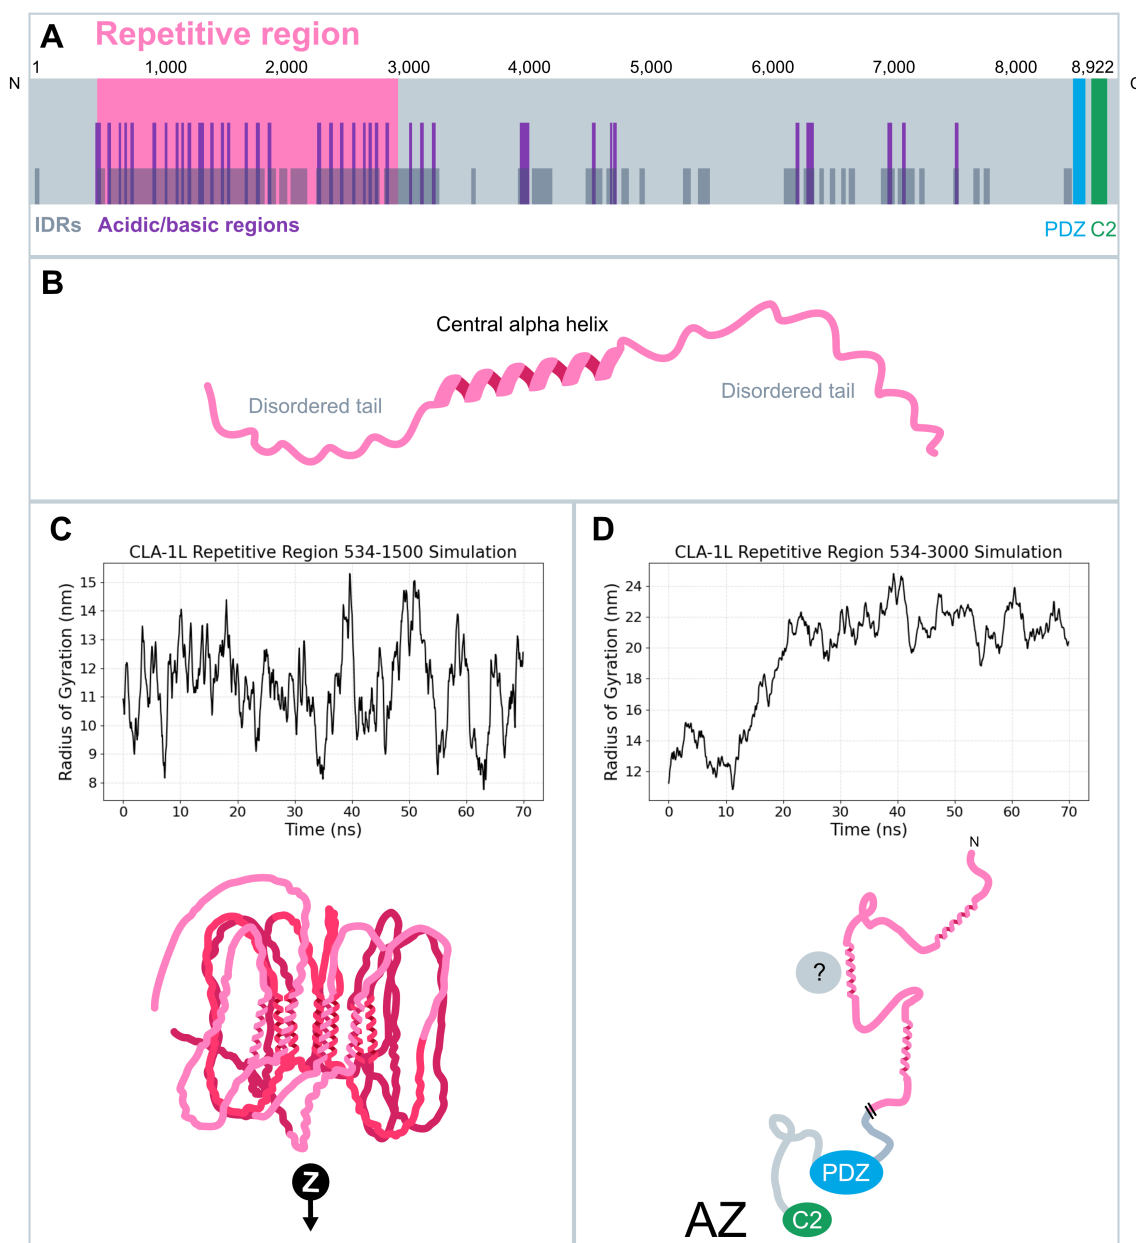 A
Repetitive region
1 1,000 2,000 3,000 4,000 5,000 6,000 7,000 8,000 8,922
N
IDRs Acidic/basic regions PDZ C2
B
Central alpha helix
Disordered tail
Disordered tail
C
CLA-1L Repetitive Region 534-1500 Simulation
Radius of Gyration (nm)
15
14
13
12
11
10
9
8
0 10 20 30 40 50 60 70
Time (ns)
Z
D
CLA-1L Repetitive Region 534-3000 Simulation
Radius of Gyration (nm)
24
22
20
18
16
14
12
0 10 20 30 40 50 60 70
Time (ns)
N
?
PDZ
AZ
C2